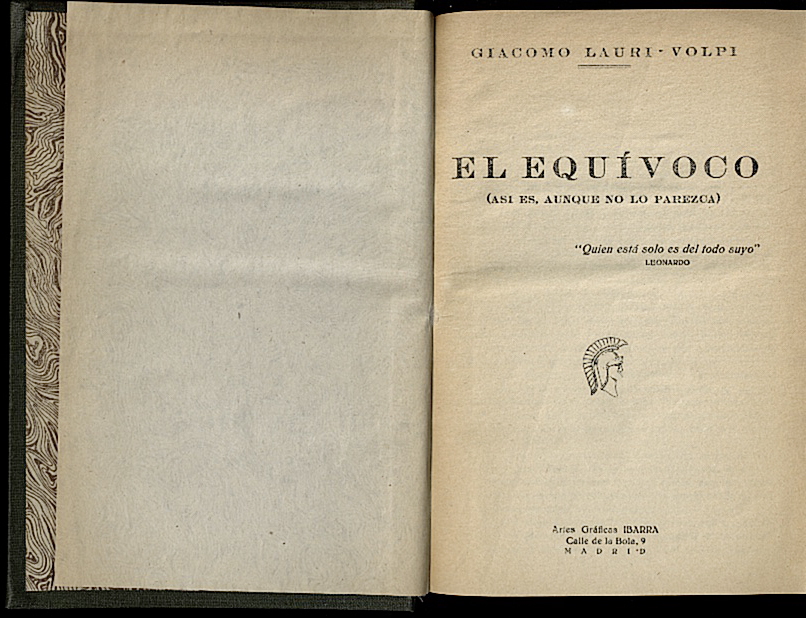 GIACOMO LAURI-VOLPI
EL EQUÍVOCO
(ASI ES, AUNQUE NO LO PAREZCA)
"Quien está solo es del todo suyo"
LEONARDO
Artes Gráficas IBARRA
Calle de la Bola, 9
MADRID